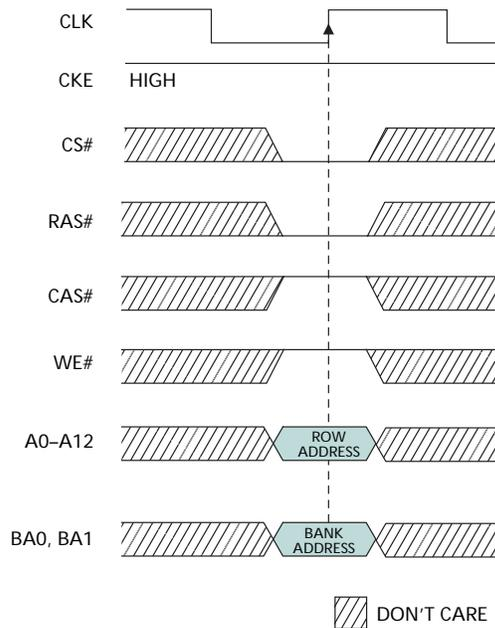 CLK
CKE HIGH
CS#
RAS#
CAS#
WE#
A0–A12 ROW
ADDRESS
BA0, BA1 BANK
ADDRESS
DON'T CARE